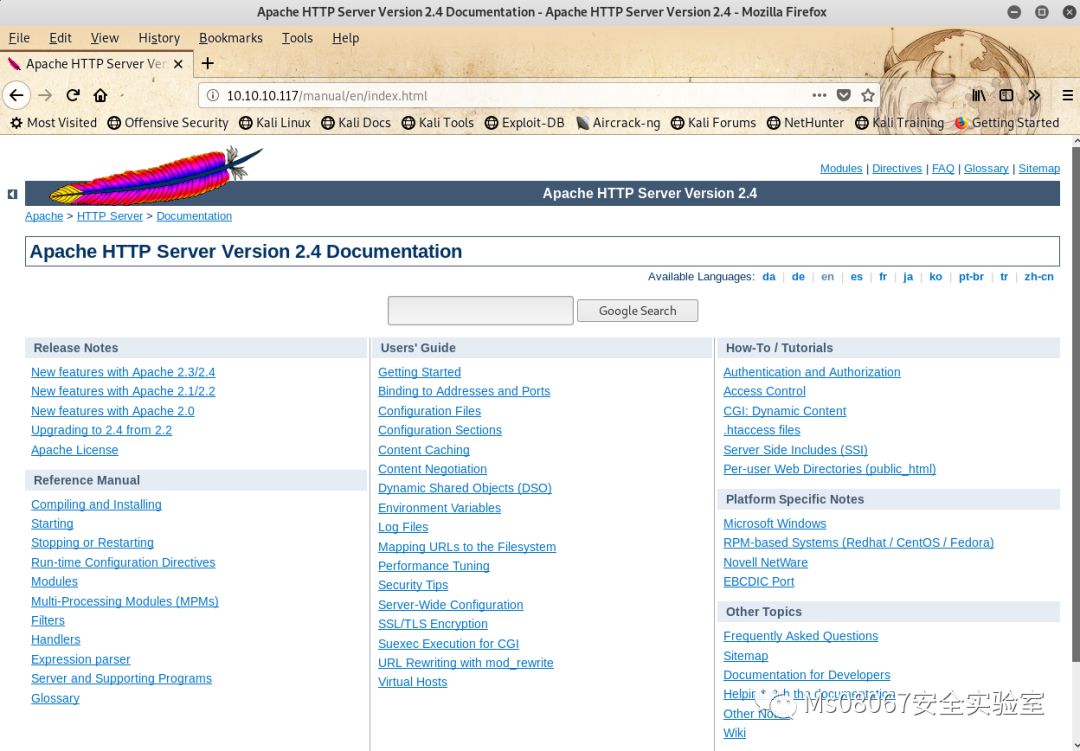 Apache HTTP Server Version 2.4 Documentation - Apache HTTP Server Version 2.4 - Mozilla Firefox
File Edit View History Bookmarks Tools Help
Apache HTTP Server Ver
10.10.10.117/manual/en/index.html
Most Visited Offensive Security Kali Linux Kali Docs Kali Tools Exploit-DB Aircrack-ng Kali Forums NetHunter Kali Training Getting Started
Modules | Directives | FAQ | Glossary | Sitemap
Apache HTTP Server Version 2.4
Apache > HTTP Server > Documentation
Apache HTTP Server Version 2.4 Documentation
Available Languages: da | de | en | es | fr | ja | ko | pt-br | tr | zh-cn
Google Search
Release Notes
New features with Apache 2.3/2.4
New features with Apache 2.1/2.2
New features with Apache 2.0
Upgrading to 2.4 from 2.2
Apache License
Reference Manual
Compiling and Installing
Starting
Stopping or Restarting
Run-time Configuration Directives
Modules
Multi-Processing Modules (MPMs)
Filters
Handlers
Expression parser
Server and Supporting Programs
Glossary
Users' Guide
Getting Started
Binding to Addresses and Ports
Configuration Files
Configuration Sections
Content Caching
Content Negotiation
Dynamic Shared Objects (DSO)
Environment Variables
Log Files
Mapping URLs to the Filesystem
Performance Tuning
Security Tips
Server-Wide Configuration
SSL/TLS Encryption
Suexec Execution for CGI
URL Rewriting with mod_rewrite
Virtual Hosts
How-To / Tutorials
Authentication and Authorization
Access Control
CGI: Dynamic Content
.htaccess files
Server Side Includes (SSI)
Per-user Web Directories (public_html)
Platform Specific Notes
Microsoft Windows
RPM-based Systems (Redhat / CentOS / Fedora)
Novell NetWare
EBCDIC Port
Other Topics
Frequently Asked Questions
Sitemap
Documentation for Developers
the documentation
Other
Wiki
Ms08067安全实验室